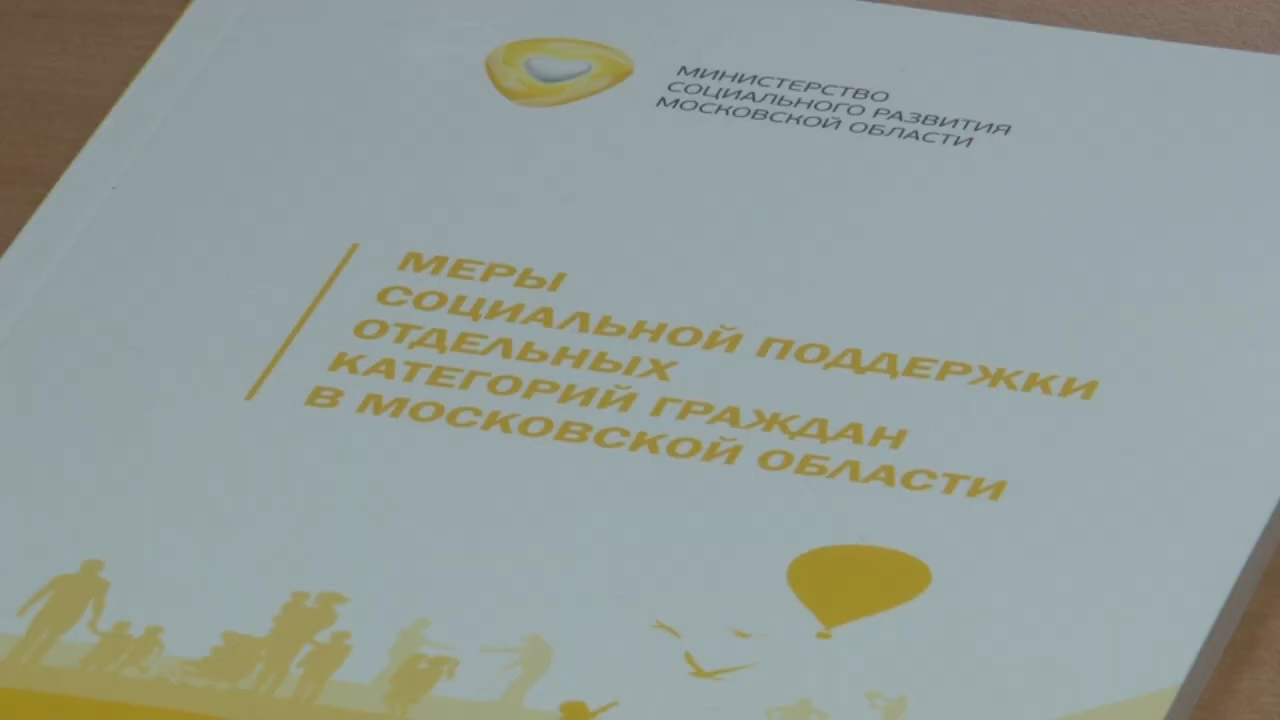 МИНИСТЕРСТВО
СОЦИАЛЬНОГО РАЗВИТИЯ
МОСКОВСКОЙ ОБЛАСТИ
МЕРЫ
СОЦИАЛЬНОЙ ПОДДЕРЖКИ
ОТДЕЛЬНЫХ
КАТЕГОРИЙ ГРАЖДАН
В МОСКОВСКОЙ ОБЛАСТИ